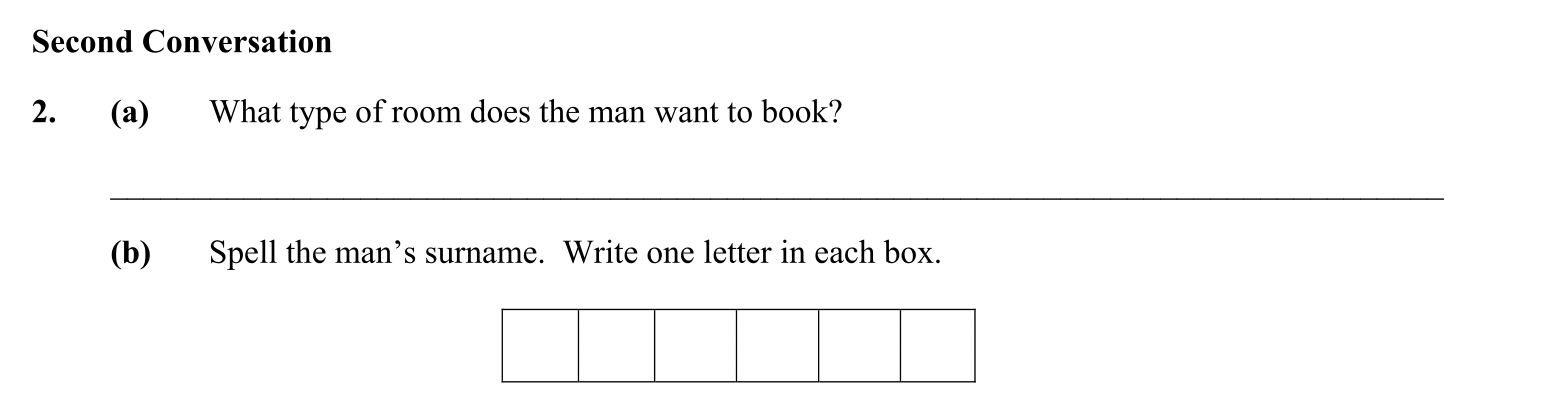 Second Conversation
2. (a) What type of room does the man want to book?
(b) Spell the man’s surname. Write one letter in each box.